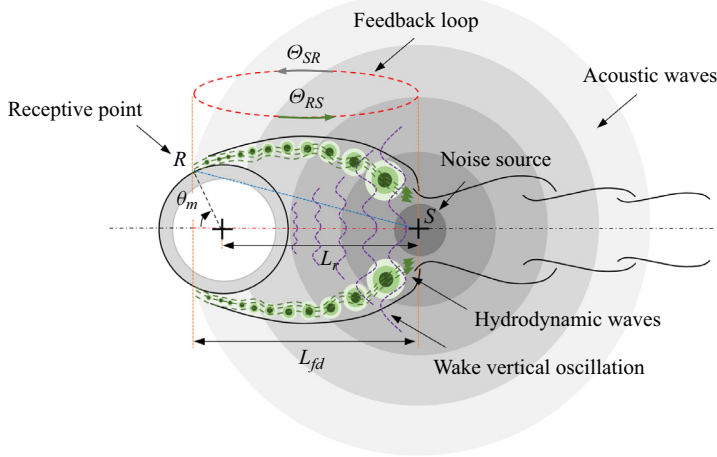 Feedback loop
Θ_SR
Acoustic waves
Θ_RS
Receptive point
R
Noise source
θ_m
S
L_r
Hydrodynamic waves
L_fd
Wake vertical oscillation